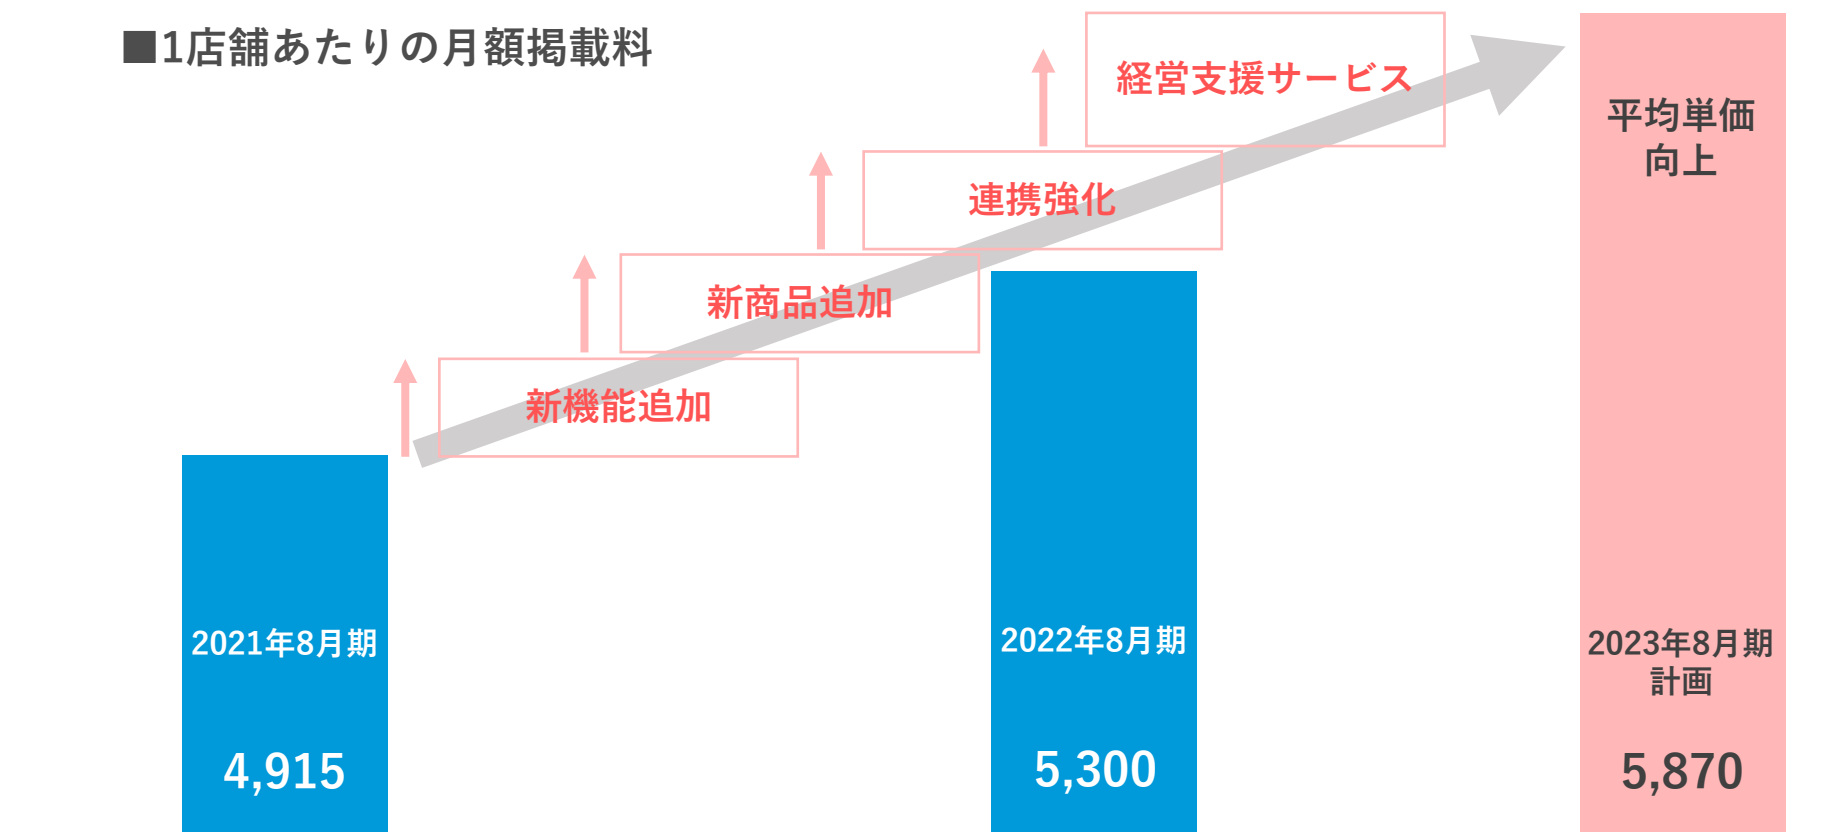 ■1店舗あたりの月額掲載料
経営支援サービス
連携強化
新商品追加
新機能追加
平均単価
向上
2021年8月期
4,915
2022年8月期
5,300
2023年8月期
計画
5,870